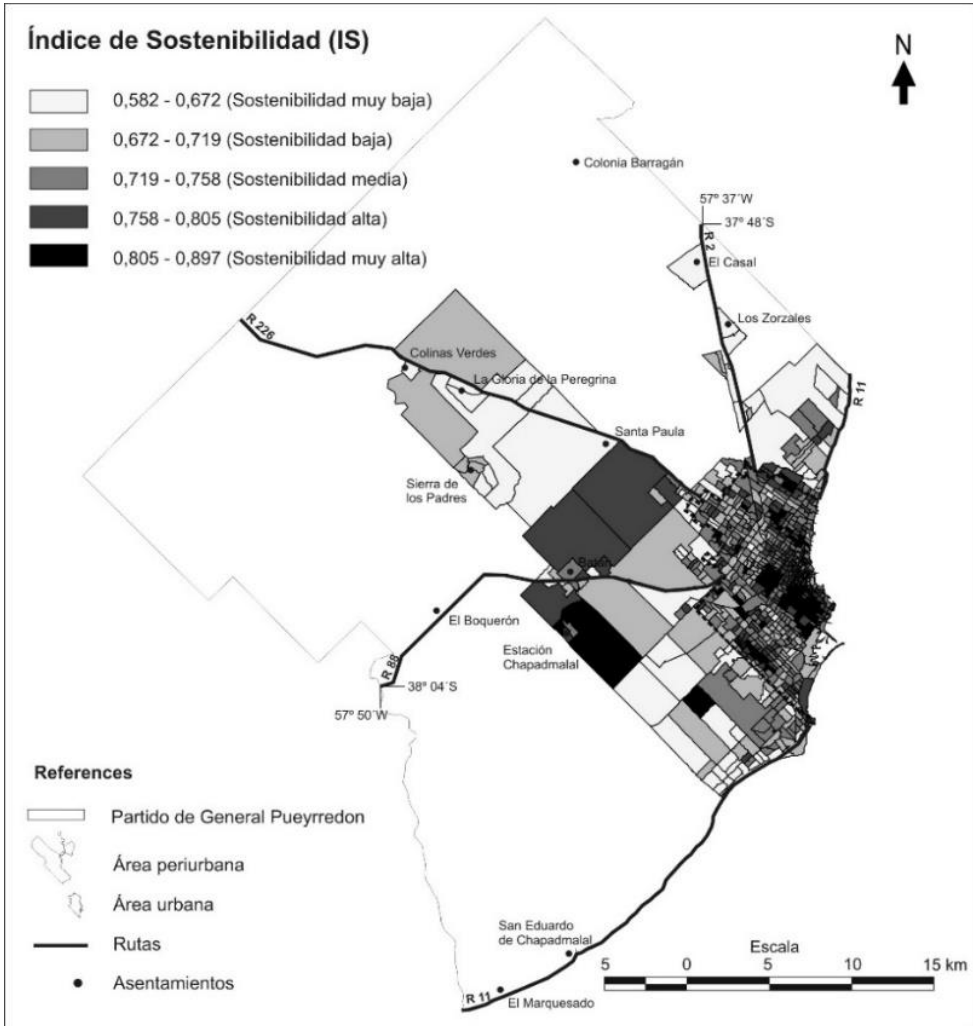 Índice de Sostenibilidad (IS)
0,582 - 0,672 (Sostenibilidad muy baja)
0,672 - 0,719 (Sostenibilidad baja)
0,719 - 0,758 (Sostenibilidad media)
0,758 - 0,805 (Sostenibilidad alta)
0,805 - 0,897 (Sostenibilidad muy alta)
N
Colonia Barragán
57º 37´W
37º 48´S
R 2
El Casal
Los Zorzales
R 226
Colinas Verdes
La Gloria de la Peregrina
R 11
Santa Paula
Sierra de
los Padres
El Boquerón
Estación
Chapadmalal
R 88
38º 04´S
57º 50´W
References
Partido de General Pueyrredon
Área periurbana
Área urbana
Rutas
Asentamientos
San Eduardo
de Chapadmalal
R 11
El Marquesado
Escala
5 0 5 10 15 km